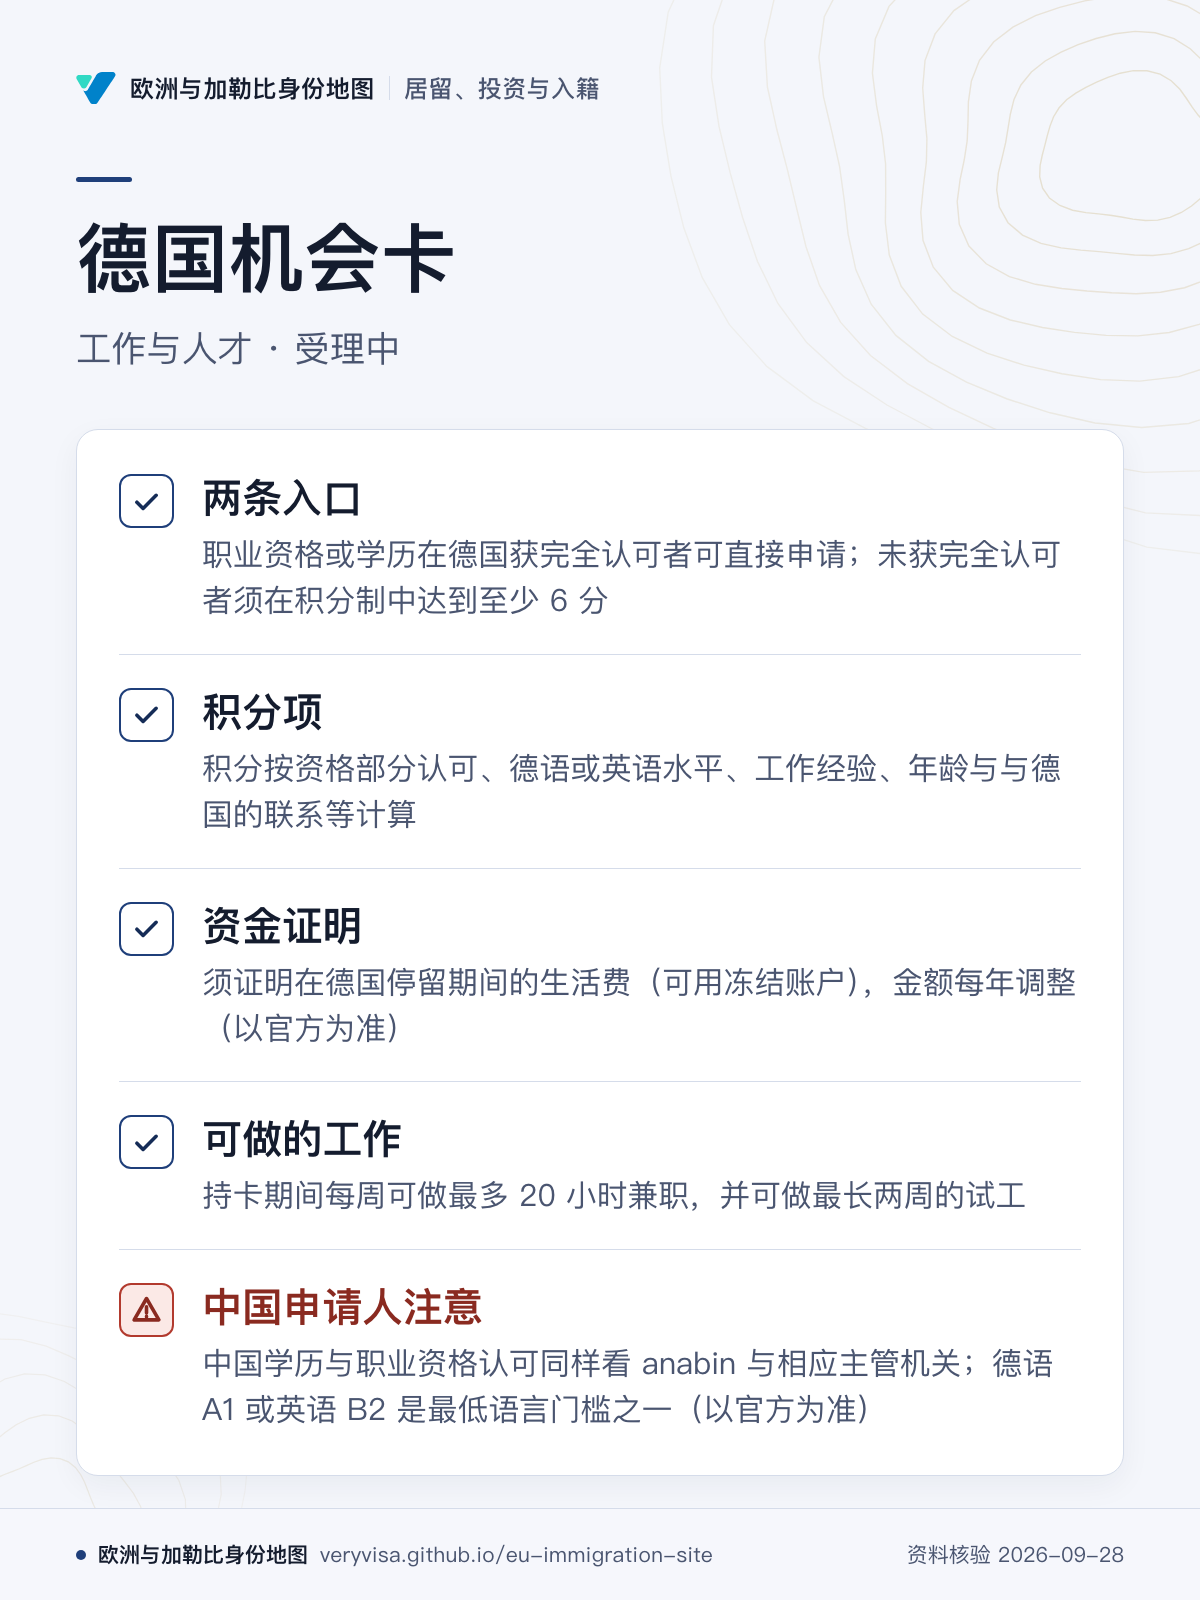 欧洲与加勒比身份地图 居留、投资与入籍
德国机会卡
工作与人才 · 受理中
两条入口
职业资格或学历在德国获完全认可者可直接申请；未获完全认可
者须在积分制中达到至少 6 分
积分项
积分按资格部分认可、德语或英语水平、工作经验、年龄与与德
国的联系等计算
资金证明
须证明在德国停留期间的生活费（可用冻结账户），金额每年调整
（以官方为准）
可做的工作
持卡期间每周可做最多 20 小时兼职，并可做最长两周的试工
中国申请人注意
中国学历与职业资格认可同样看 anabin 与相应主管机关；德语
A1 或英语 B2 是最低语言门槛之一（以官方为准）
欧洲与加勒比身份地图 veryvisa.github.io/eu-immigration-site
资料核验 2026-09-28